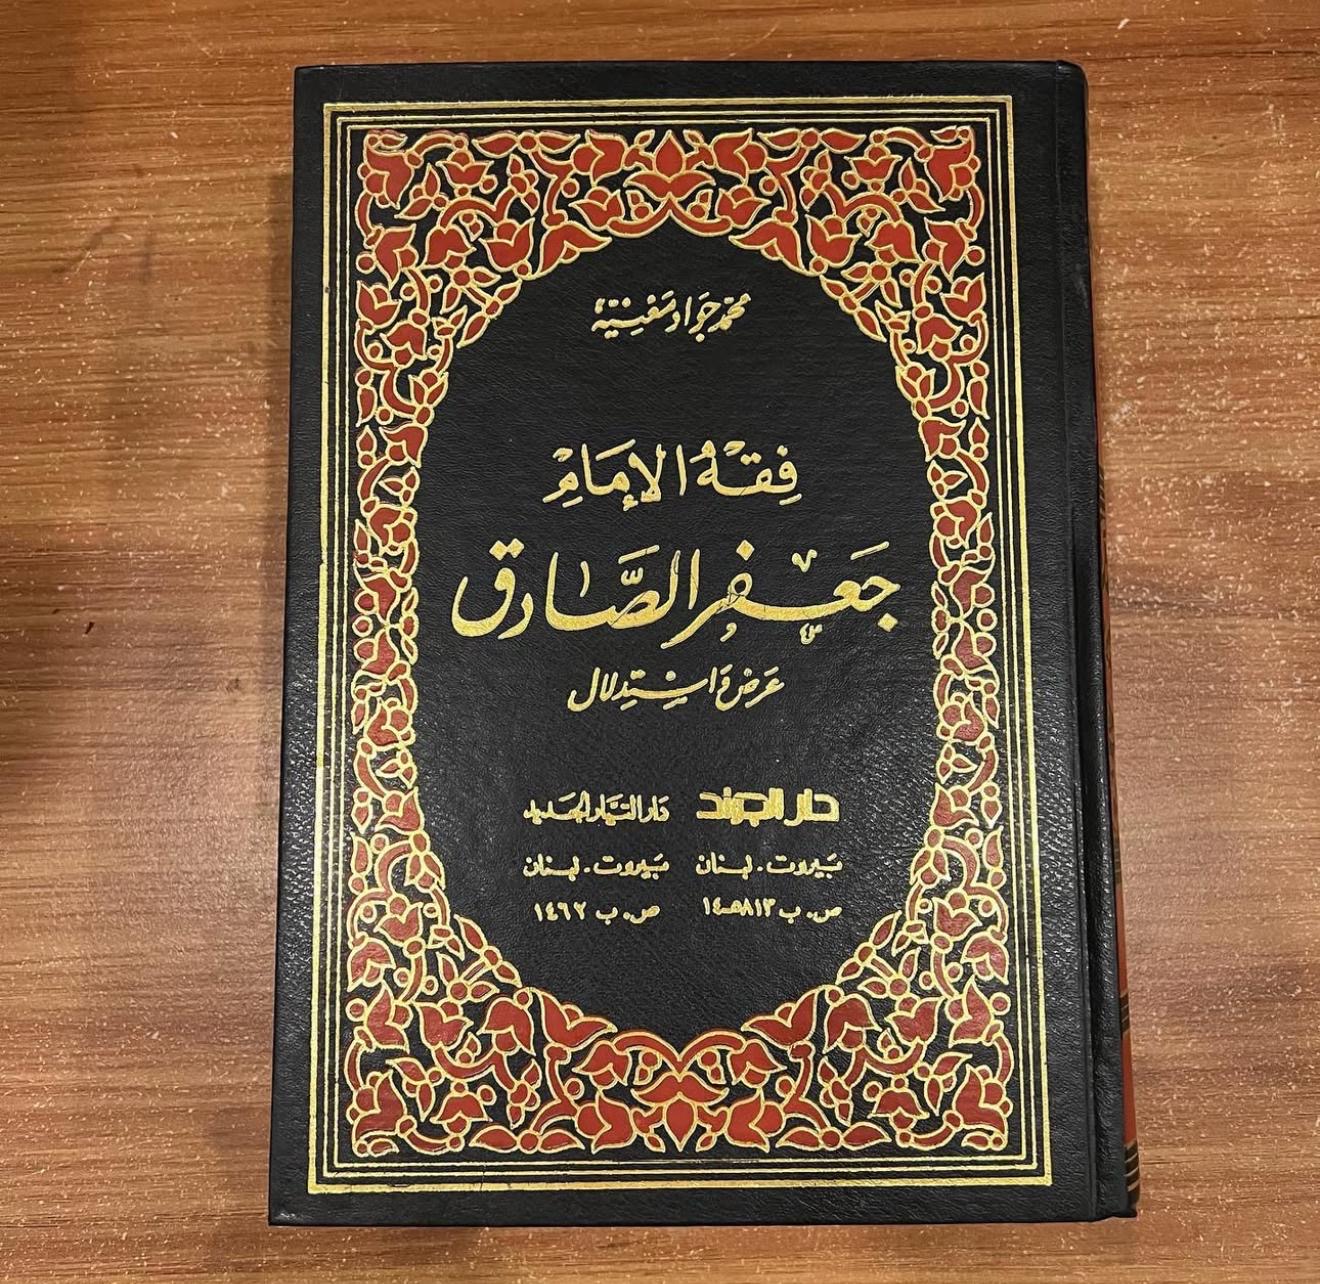 محمد جواد مغنية
فقه الإمام
جعفر الصادق
عرض واستدلال
دار الجواد دار التيار الجديد
بيروت - لبنان بيروت - لبنان
ص. ب ١٤٦٢